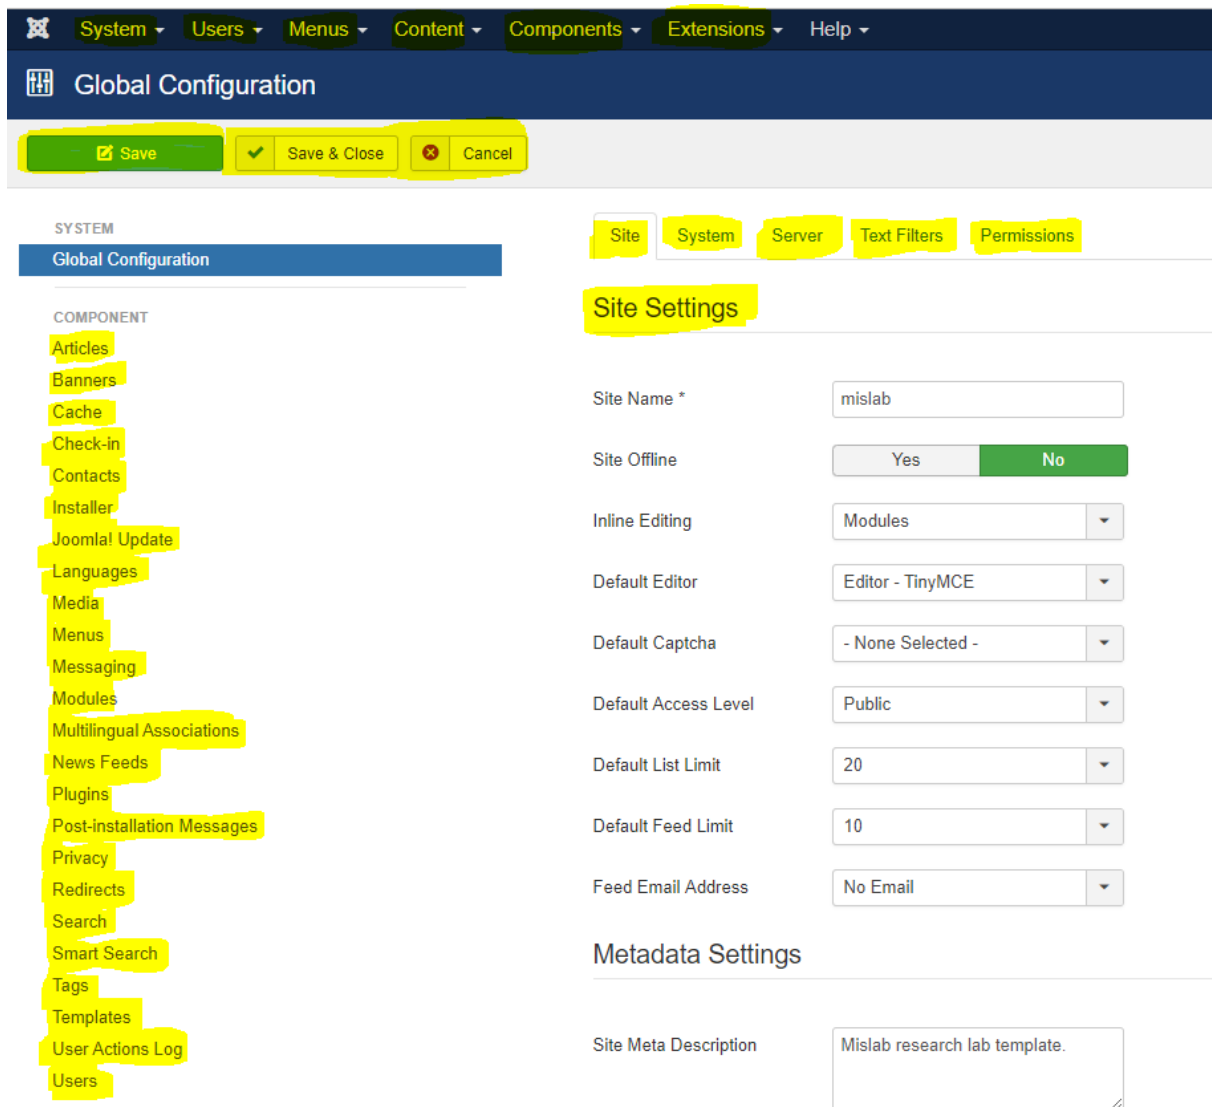 System Users Menus Content Components Extensions Help
Global Configuration
Save Save & Close Cancel
SYSTEM
Global Configuration
COMPONENT
Articles
Banners
Cache
Check-in
Contacts
Installer
Joomla! Update
Languages
Media
Menus
Messaging
Modules
Multilingual Associations
News Feeds
Plugins
Post-installation Messages
Privacy
Redirects
Search
Smart Search
Tags
Templates
User Actions Log
Users
Site System Server Text Filters Permissions
Site Settings
Site Name * mislab
Site Offline Yes No
Inline Editing Modules
Default Editor Editor - TinyMCE
Default Captcha - None Selected -
Default Access Level Public
Default List Limit 20
Default Feed Limit 10
Feed Email Address No Email
Metadata Settings
Site Meta Description Mislab research lab template.